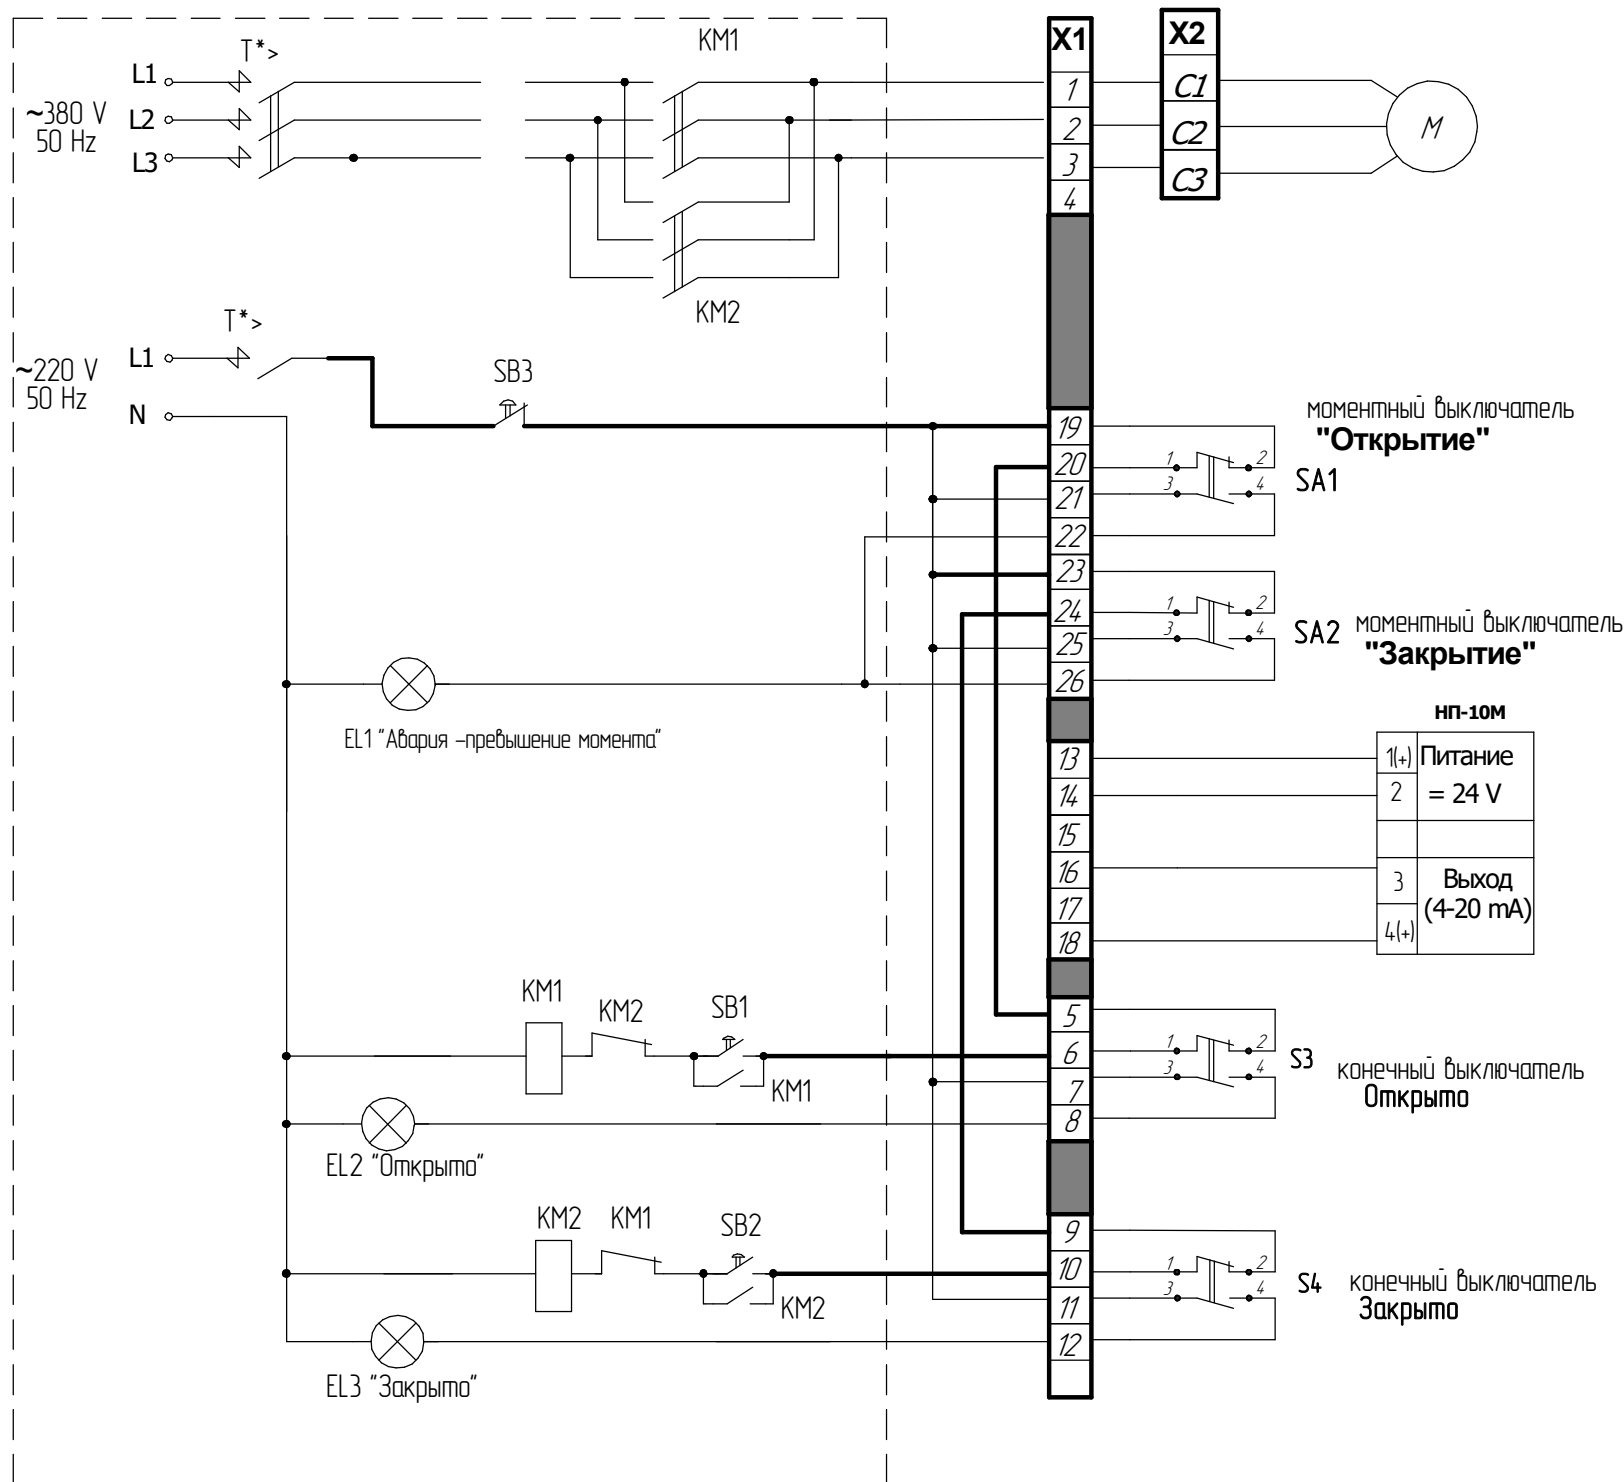 KM1
X1
X2
T*>
L1
~380 V
50 Hz
L2
L3
1
2
3
4
C1
C2
C3
M
KM2
T*>
L1
~220 V
50 Hz
N
SB3
19
20
21
22
23
24
25
26
моментный выключатель
"Открытие"
1 2
3 4
SA1
1 2
3 4
SA2
моментный выключатель
"Закрытие"
EL1 "Авария -превышение момента"
НП-10М
13
14
15
16
17
18
1(+) Питание
2 = 24 V
3 Выход
(4-20 mA)
4(+)
KM1
KM2
SB1
KM1
5
6
7
8
1 2
3 4
S3
конечный выключатель
Открыто
EL2 "Открыто"
KM2
KM1
SB2
KM2
9
10
11
12
1 2
3 4
S4
конечный выключатель
Закрыто
EL3 "Закрыто"